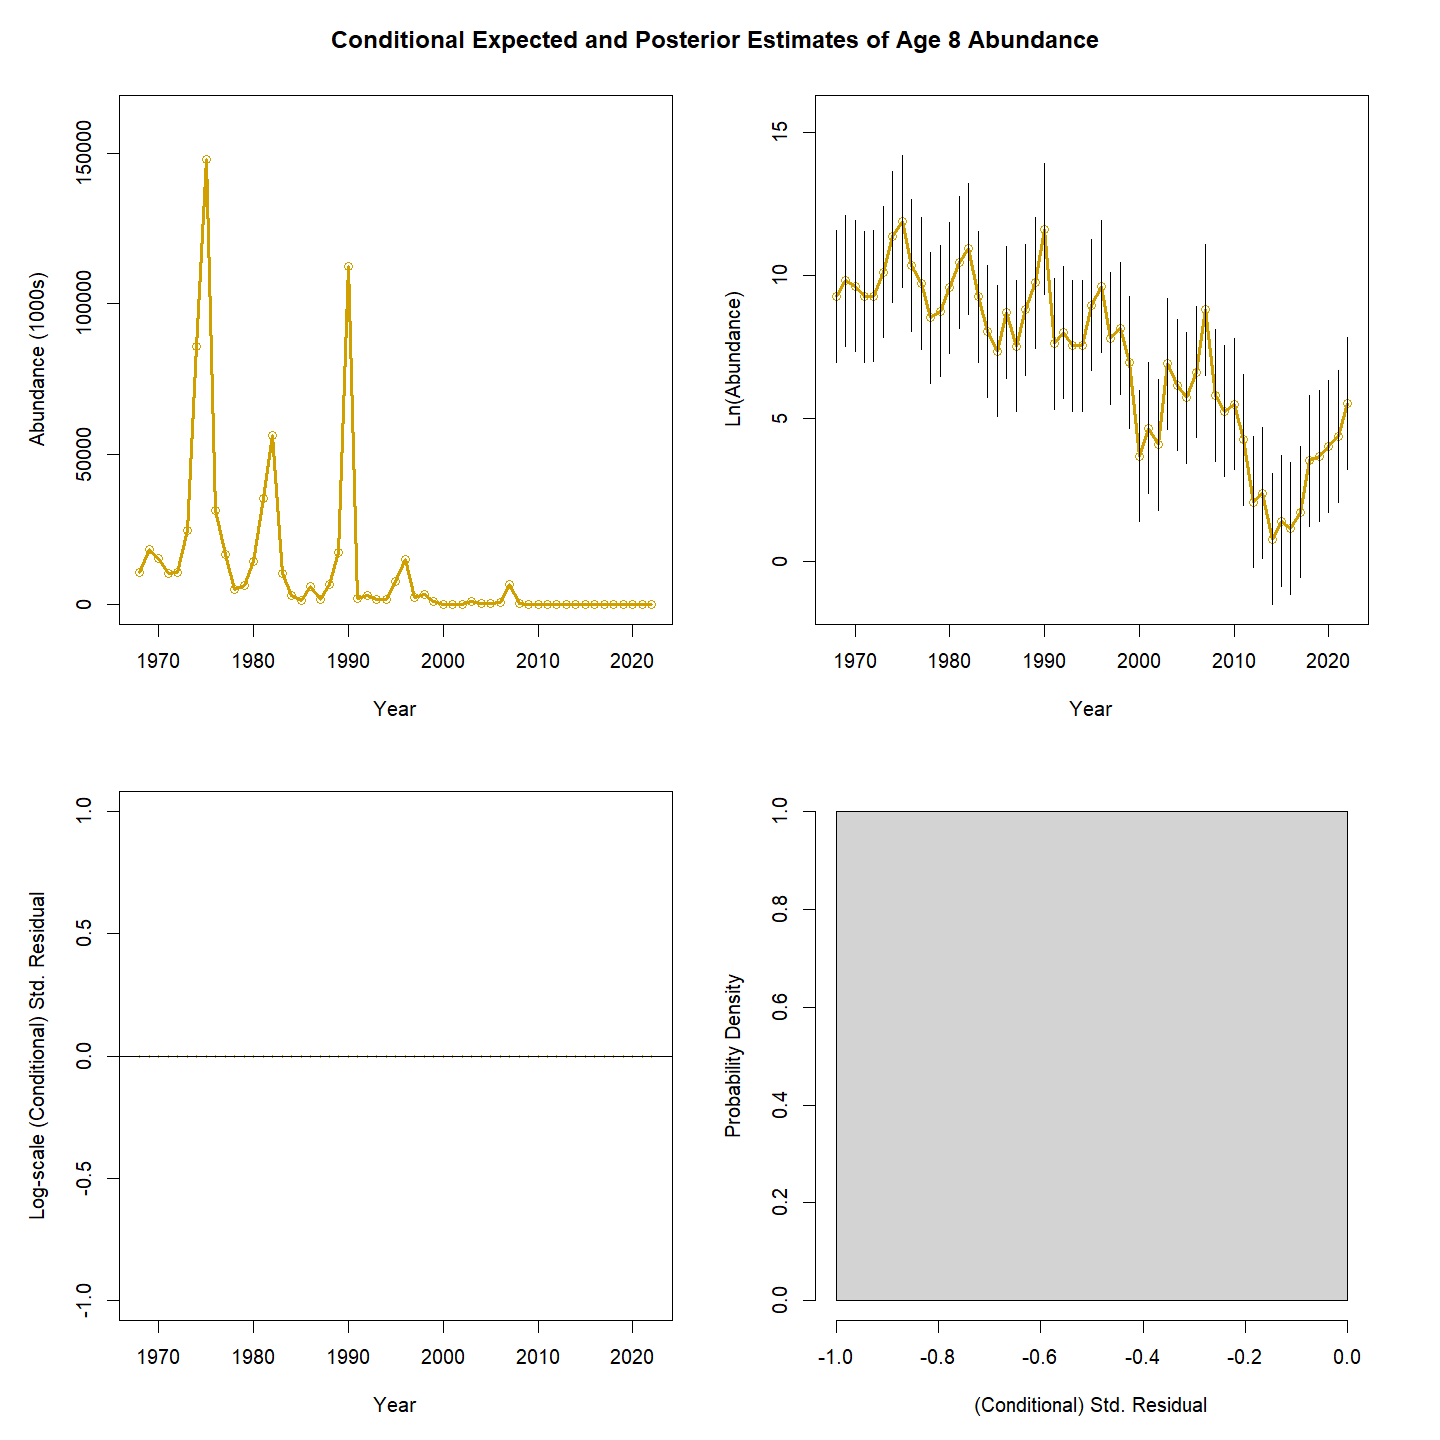 Conditional Expected and Posterior Estimates of Age 8 Abundance
Abundance (1000s)
150000
100000
50000
0
1970 1980 1990 2000 2010 2020
Year
Ln(Abundance)
15
10
5
0
1970 1980 1990 2000 2010 2020
Year
Log-scale (Conditional) Std. Residual
1.0
0.5
0.0
-0.5
-1.0
1970 1980 1990 2000 2010 2020
Year
Probability Density
1.0
0.8
0.6
0.4
0.2
0.0
-1.0 -0.8 -0.6 -0.4 -0.2 0.0
(Conditional) Std. Residual